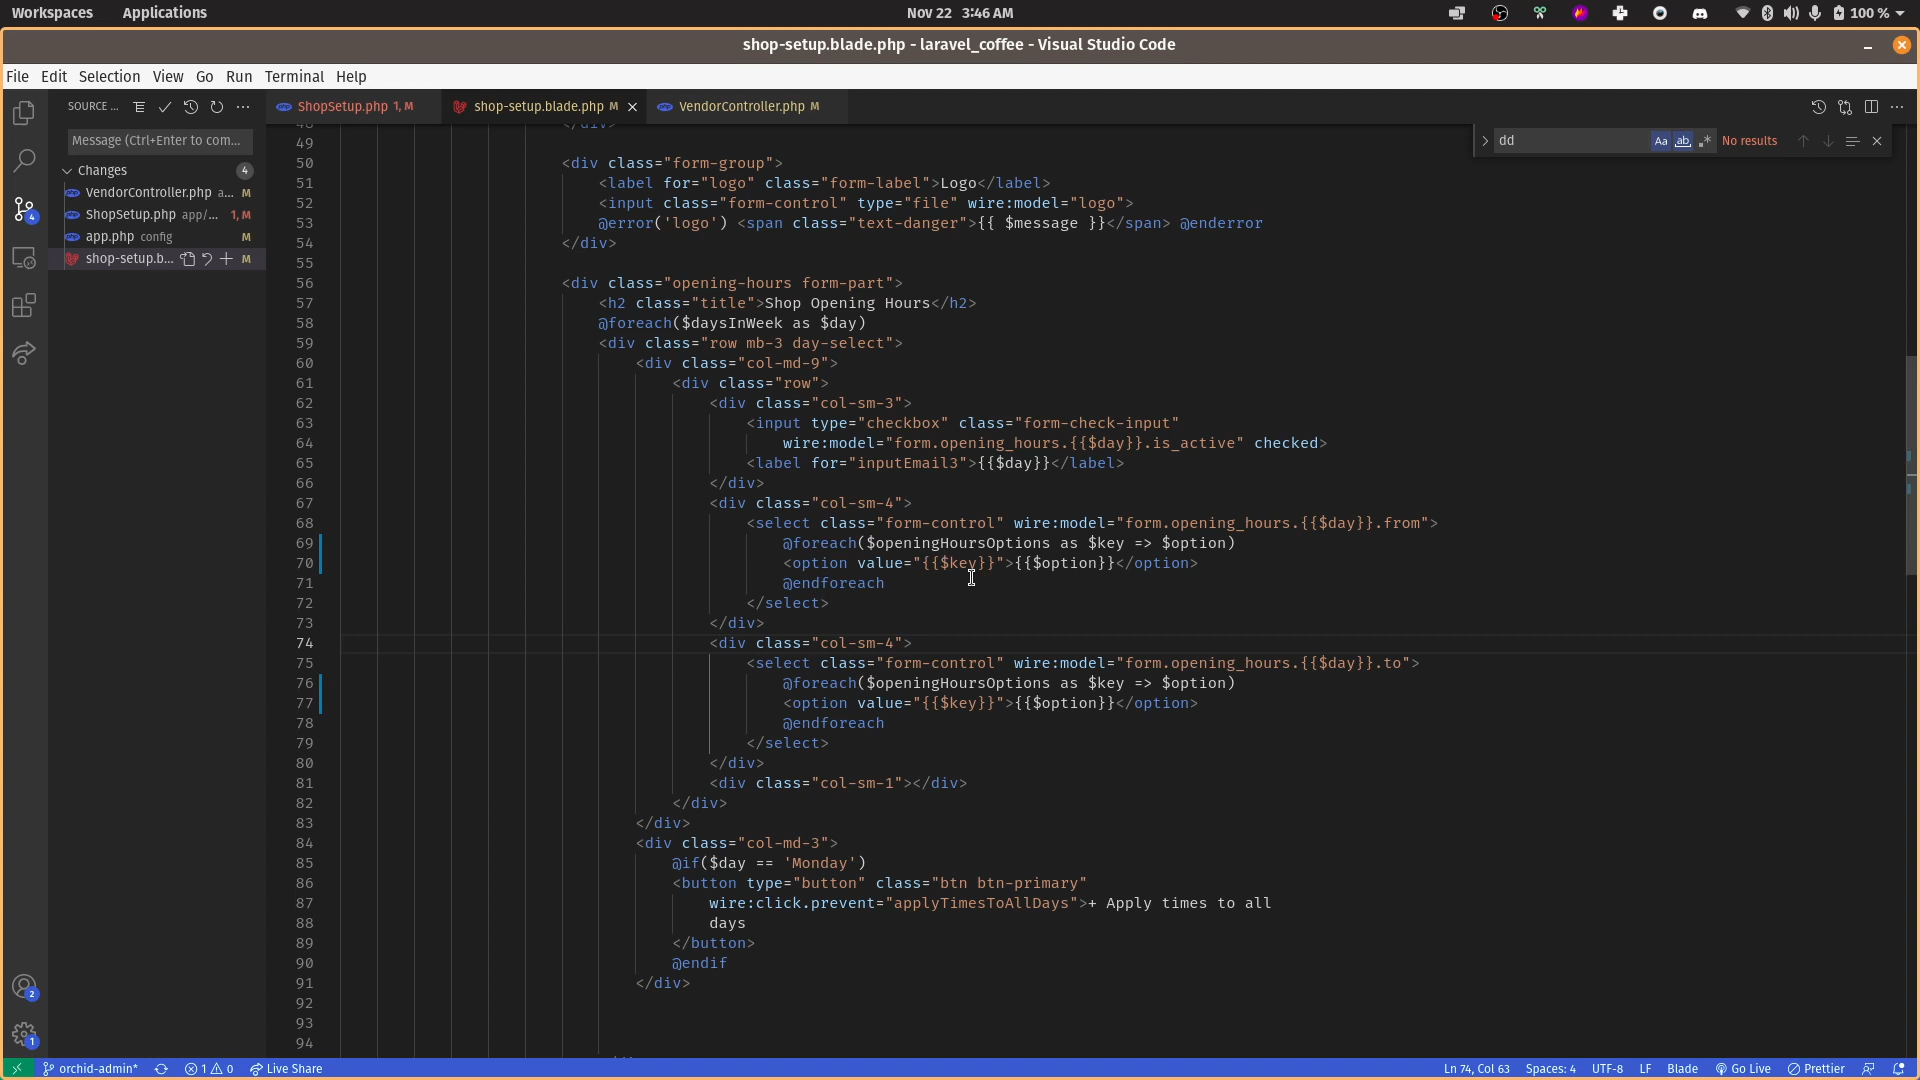 Workspaces Applications Nov 22 3:46 AM 100 %
shop-setup.blade.php - laravel_coffee - Visual Studio Code
File Edit Selection View Go Run Terminal Help
SOURCE ... ShopSetup.php 1, M shop-setup.blade.php M VendorController.php M
Message (Ctrl+Enter to com...
Changes 4
VendorController.php a... M
ShopSetup.php app/... 1, M
app.php config M
shop-setup.b... M
4
2
1
dd Aa ab No results
48 </div>
49
50 <div class="form-group">
51 <label for="logo" class="form-label">Logo</label>
52 <input class="form-control" type="file" wire:model="logo">
53 @error('logo') <span class="text-danger">{{ $message }}</span> @enderror
54 </div>
55
56 <div class="opening-hours form-part">
57 <h2 class="title">Shop Opening Hours</h2>
58 @foreach($daysInWeek as $day)
59 <div class="row mb-3 day-select">
60 <div class="col-md-9">
61 <div class="row">
62 <div class="col-sm-3">
63 <input type="checkbox" class="form-check-input"
64 wire:model="form.opening_hours.{{$day}}.is_active" checked>
65 <label for="inputEmail3">{{$day}}</label>
66 </div>
67 <div class="col-sm-4">
68 <select class="form-control" wire:model="form.opening_hours.{{$day}}.from">
69 @foreach($openingHoursOptions as $key => $option)
70 <option value="{{$key}}">{{$option}}</option>
71 @endforeach
72 </select>
73 </div>
74 <div class="col-sm-4">
75 <select class="form-control" wire:model="form.opening_hours.{{$day}}.to">
76 @foreach($openingHoursOptions as $key => $option)
77 <option value="{{$key}}">{{$option}}</option>
78 @endforeach
79 </select>
80 </div>
81 <div class="col-sm-1"></div>
82 </div>
83 </div>
84 <div class="col-md-3">
85 @if($day == 'Monday')
86 <button type="button" class="btn btn-primary"
87 wire:click.prevent="applyTimesToAllDays">+ Apply times to all
88 days
89 </button>
90 @endif
91 </div>
92
93
94
orchid-admin* 1 0 Live Share Ln 74, Col 63 Spaces: 4 UTF-8 LF Blade Go Live Prettier